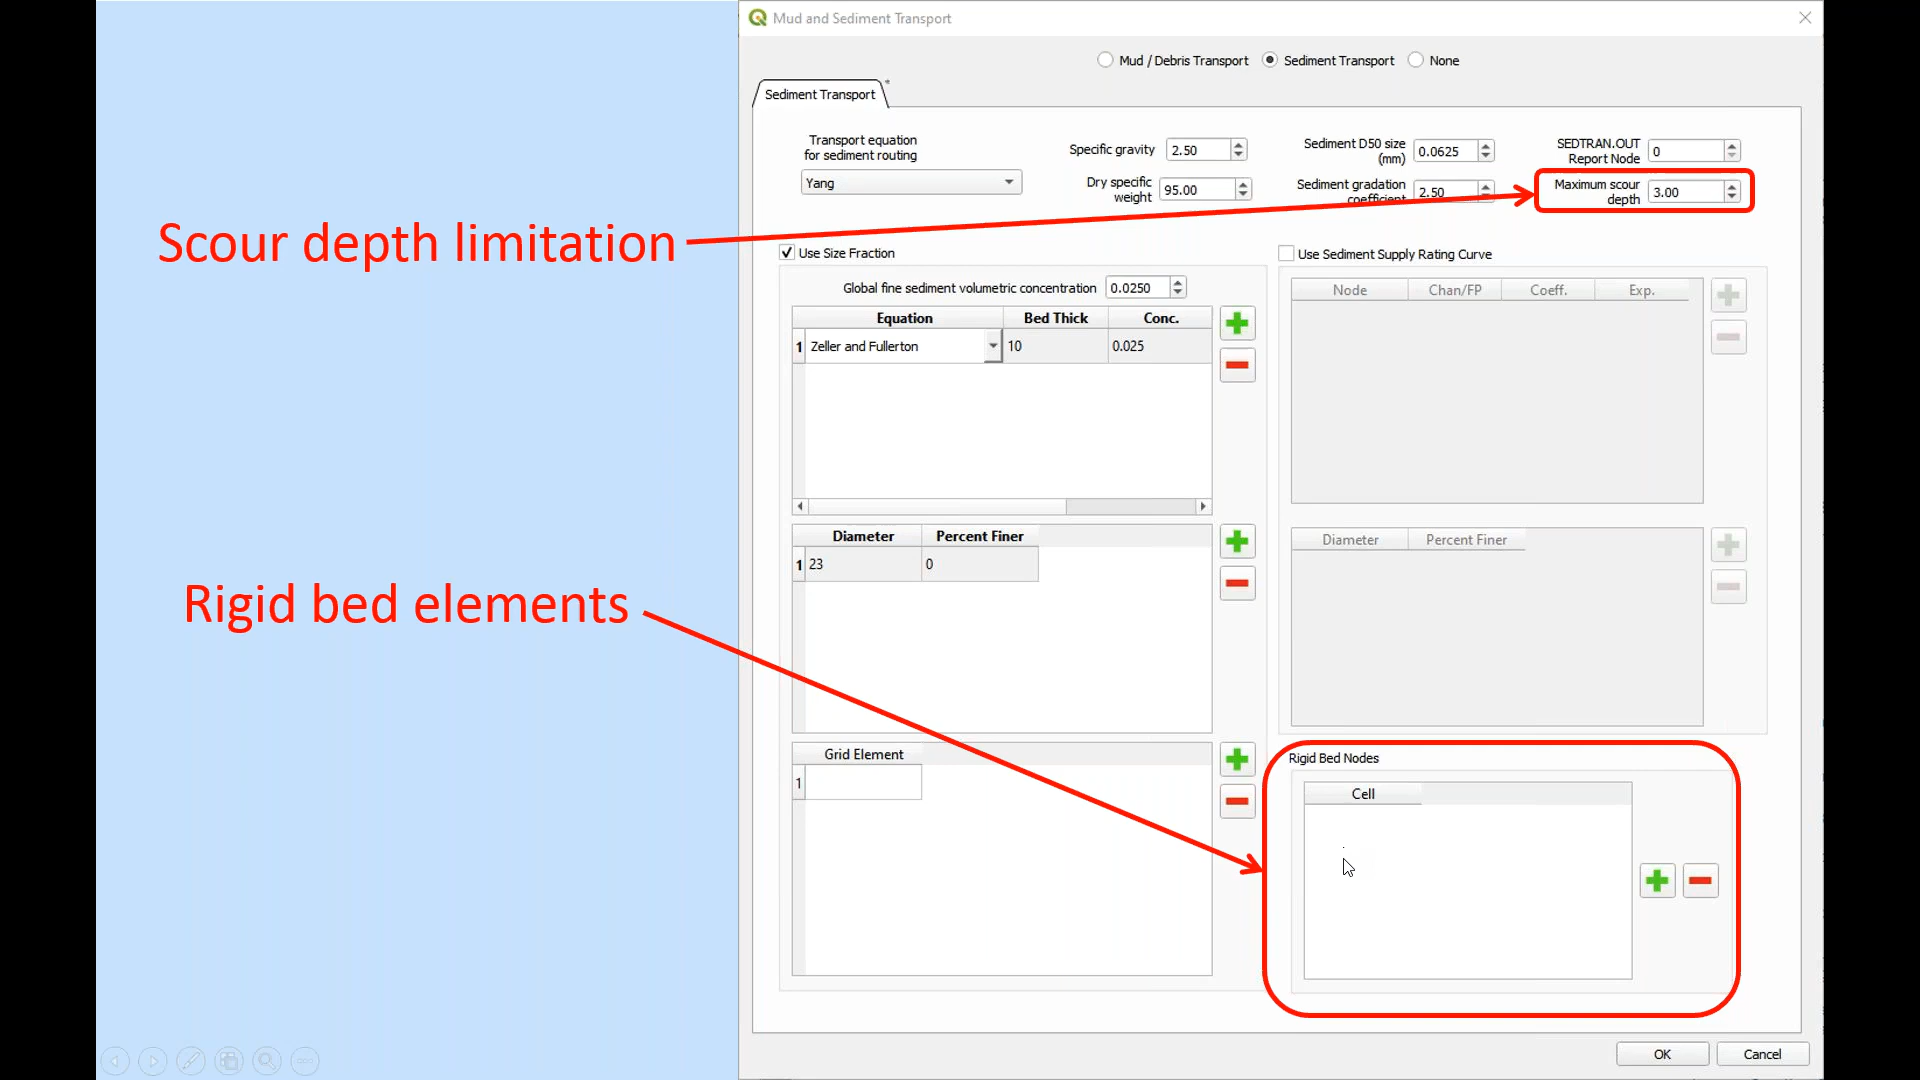 Mud and Sediment Transport
Mud / Debris Transport
Sediment Transport
None
Sediment Transport
*
Transport equation
for sediment routing
Yang
Specific gravity
2.50
Dry specific
weight
95.00
Sediment D50 size
(mm)
0.0625
Sediment gradation
coefficient
2.50
SEDTRAN.OUT
Report Node
0
Maximum scour
depth
3.00
Scour depth limitation
Use Size Fraction
Global fine sediment volumetric concentration
0.0250
Equation Bed Thick Conc.
1 Zeller and Fullerton 10 0.025
Use Sediment Supply Rating Curve
Node Chan/FP Coeff. Exp.
Diameter Percent Finer
1 23 0
Diameter Percent Finer
Rigid bed elements
Grid Element
1
Rigid Bed Nodes
Cell
OK
Cancel